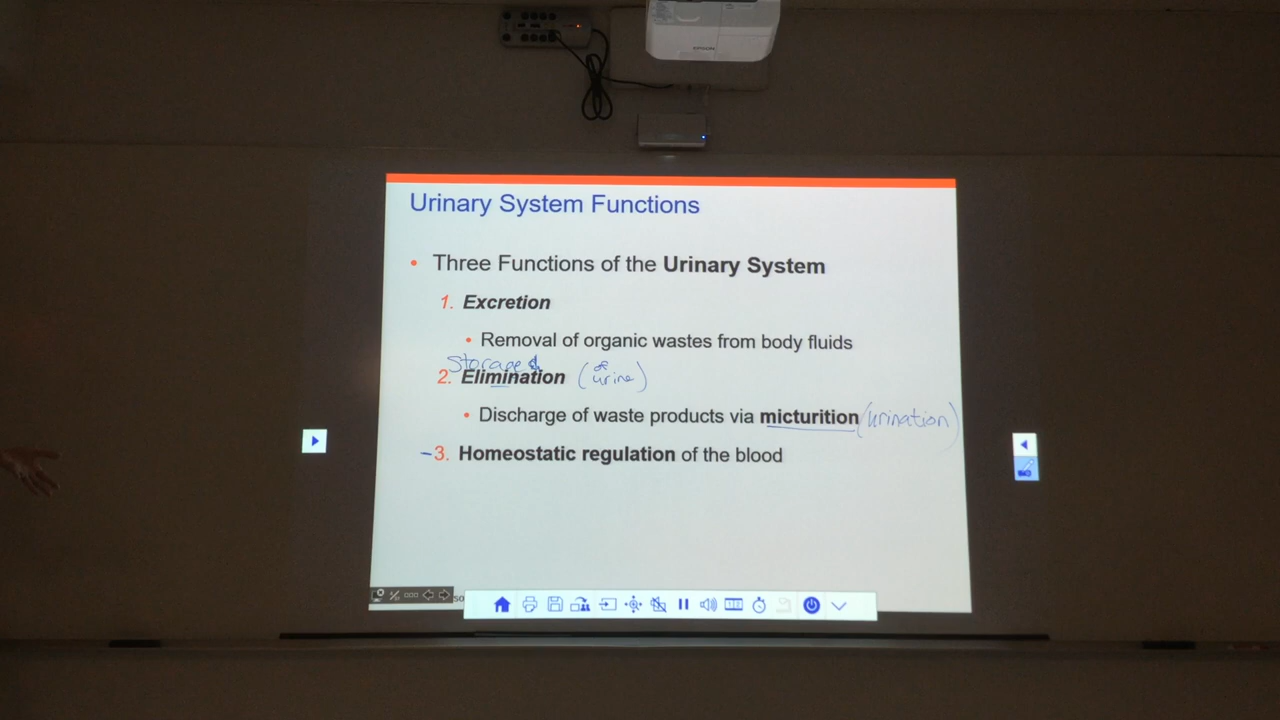 EPSON
Urinary System Functions
• Three Functions of the Urinary System
1. Excretion
• Removal of organic wastes from body fluids
Storage &
2. Elimination (of urine)
• Discharge of waste products via micturition (urination)
-3. Homeostatic regulation of the blood